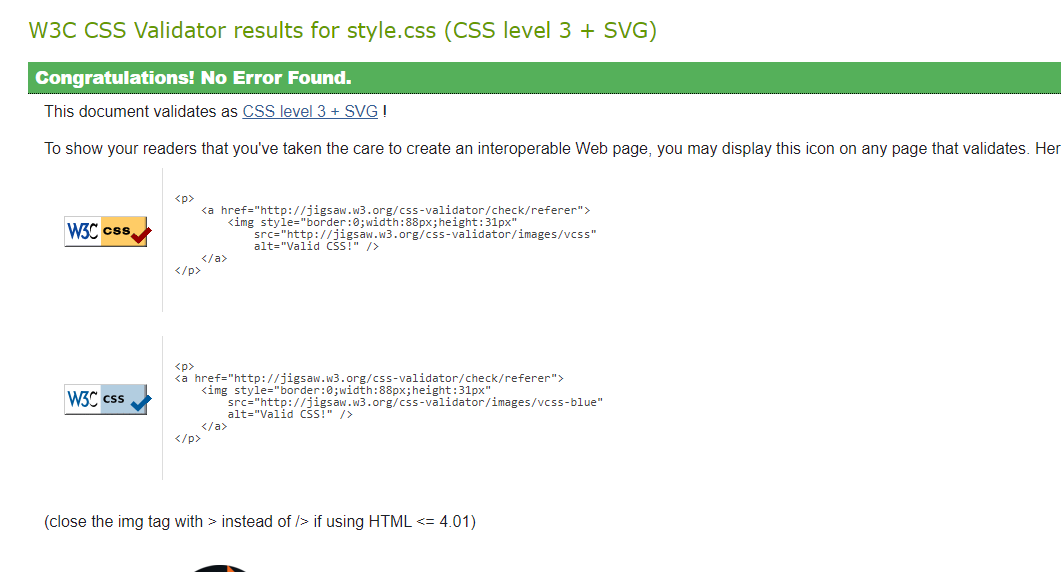 W3C CSS Validator results for style.css (CSS level 3 + SVG)
Congratulations! No Error Found.
This document validates as CSS level 3 + SVG !
To show your readers that you've taken the care to create an interoperable Web page, you may display this icon on any page that validates. Her
<p>
<a href="http://jigsaw.w3.org/css-validator/check/referer">
<img style="border:0;width:88px;height:31px"
W3C css
src="http://jigsaw.w3.org/css-validator/images/vcss"
alt="Valid CSS!" />
</a>
</p>
<p>
<a href="http://jigsaw.w3.org/css-validator/check/referer">
<img style="border:0;width:88px;height:31px"
W3C css
src="http://jigsaw.w3.org/css-validator/images/vcss-blue"
alt="Valid CSS!" />
</a>
</p>
(close the img tag with > instead of /> if using HTML <= 4.01)